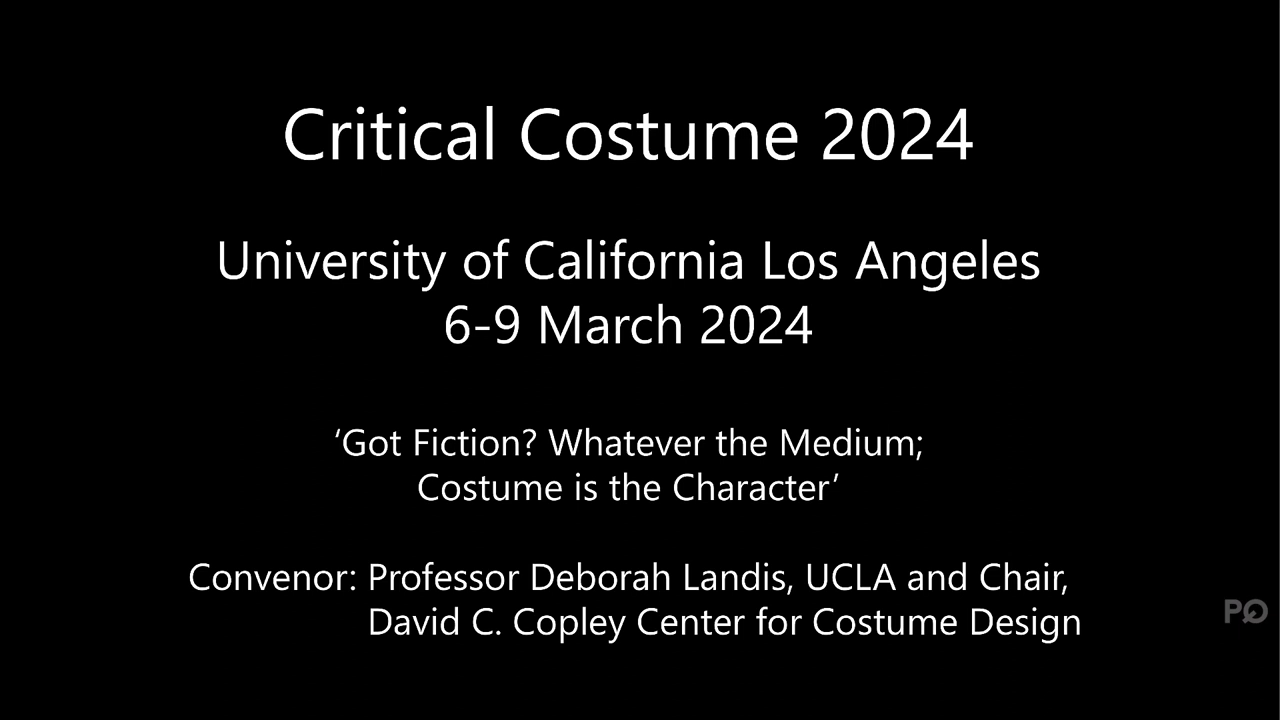 Critical Costume 2024
University of California Los Angeles
6-9 March 2024
‘Got Fiction? Whatever the Medium;
Costume is the Character’
Convenor: Professor Deborah Landis, UCLA and Chair,
David C. Copley Center for Costume Design
PQ